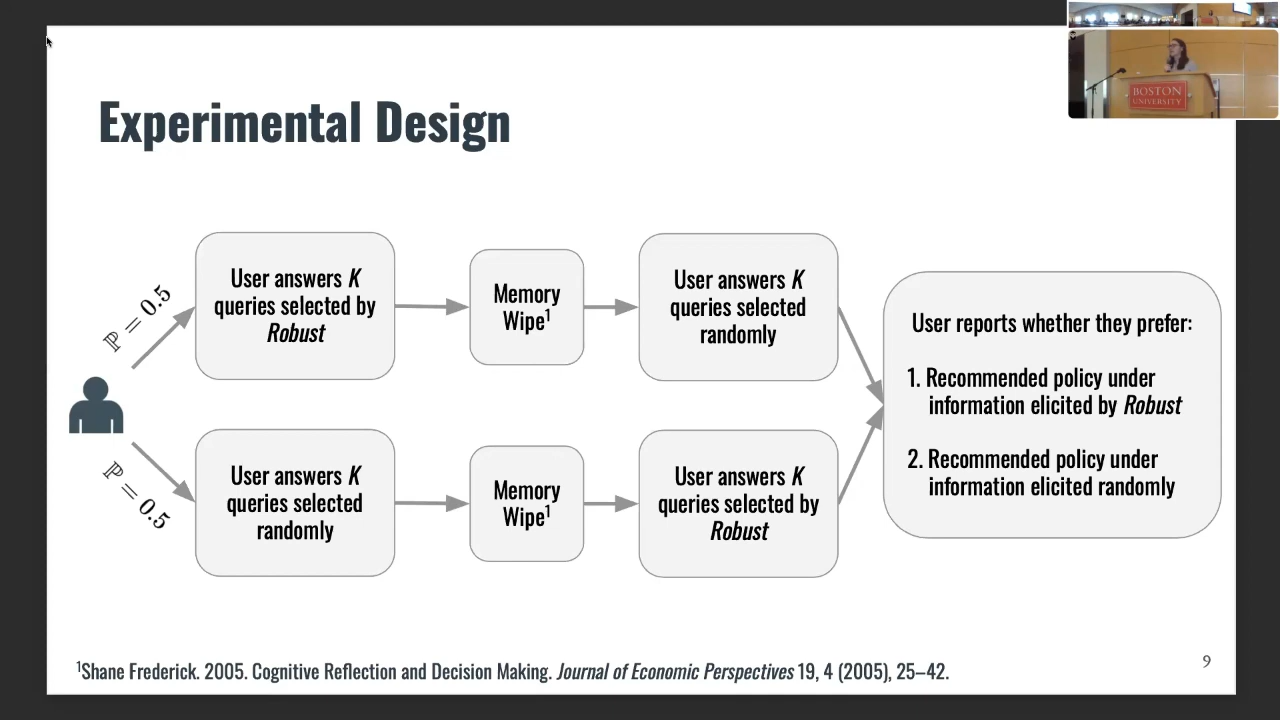 BOSTON
UNIVERSITY
Experimental Design
ℙ = 0.5
User answers K
queries selected by
Robust
Memory
Wipe¹
User answers K
queries selected
randomly
ℙ = 0.5
User answers K
queries selected
randomly
Memory
Wipe¹
User answers K
queries selected by
Robust
User reports whether they prefer:
1. Recommended policy under
information elicited by Robust
2. Recommended policy under
information elicited randomly
¹Shane Frederick. 2005. Cognitive Reflection and Decision Making. Journal of Economic Perspectives 19, 4 (2005), 25–42.
9